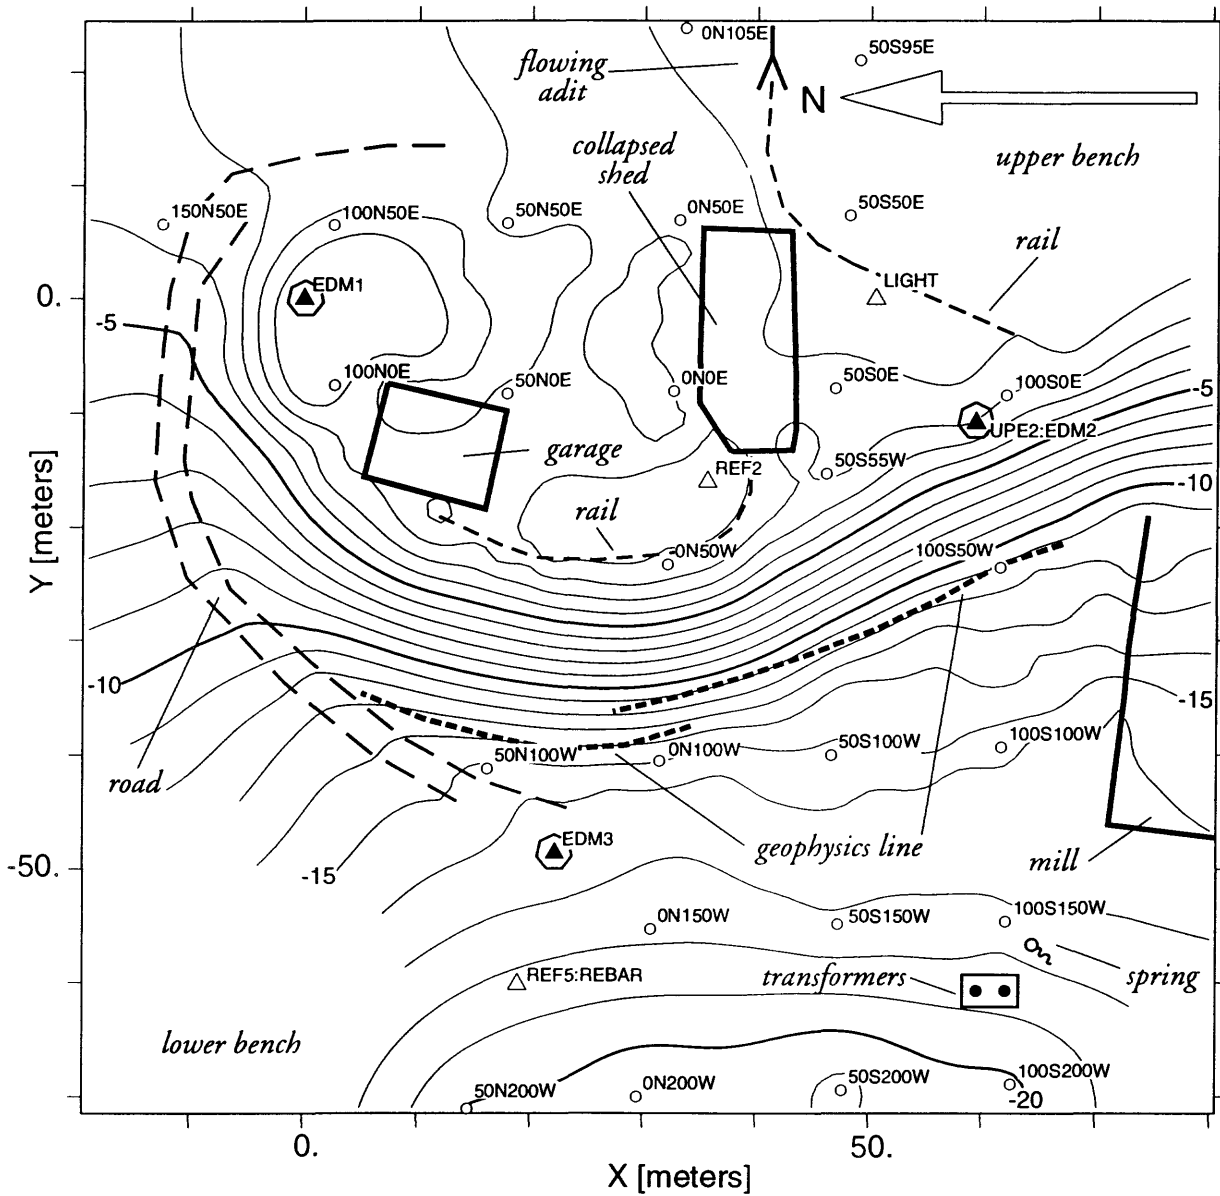 0N105E
50S95E
flowing
adit
N
collapsed
shed
upper bench
150N50E
100N50E
50N50E
0N50E
50S50E
rail
EDM1
LIGHT
0.
-5
100N0E
50N0E
0N0E
50S0E
100S0E
-5
UPE2:EDM2
garage
REF2
50S55W
-10
rail
0N50W
100S50W
Y [meters]
-10
-15
50N100W
0N100W
50S100W
100S100W
road
EDM3
geophysics line
mill
-50.
-15
0N150W
50S150W
100S150W
REF5:REBAR
transformers
spring
lower bench
50N200W
0N200W
50S200W
100S200W
-20
0.
50.
X [meters]